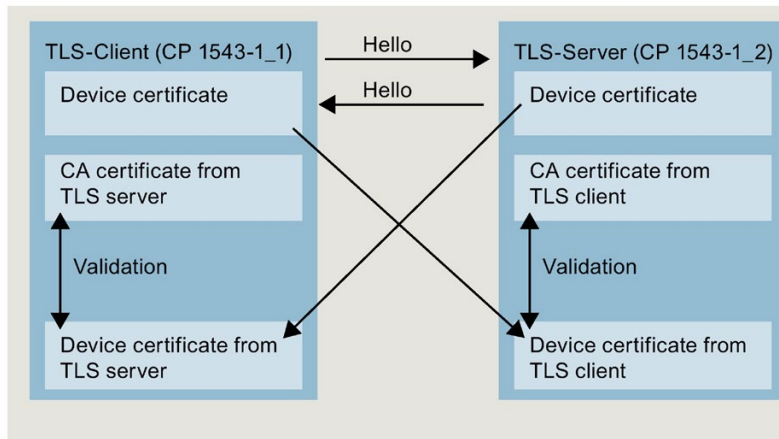 TLS-Client (CP 1543-1_1)
Device certificate
CA certificate from
TLS server
Validation
Device certificate from
TLS server
Hello
Hello
TLS-Server (CP 1543-1_2)
Device certificate
CA certificate from
TLS client
Validation
Device certificate from
TLS client